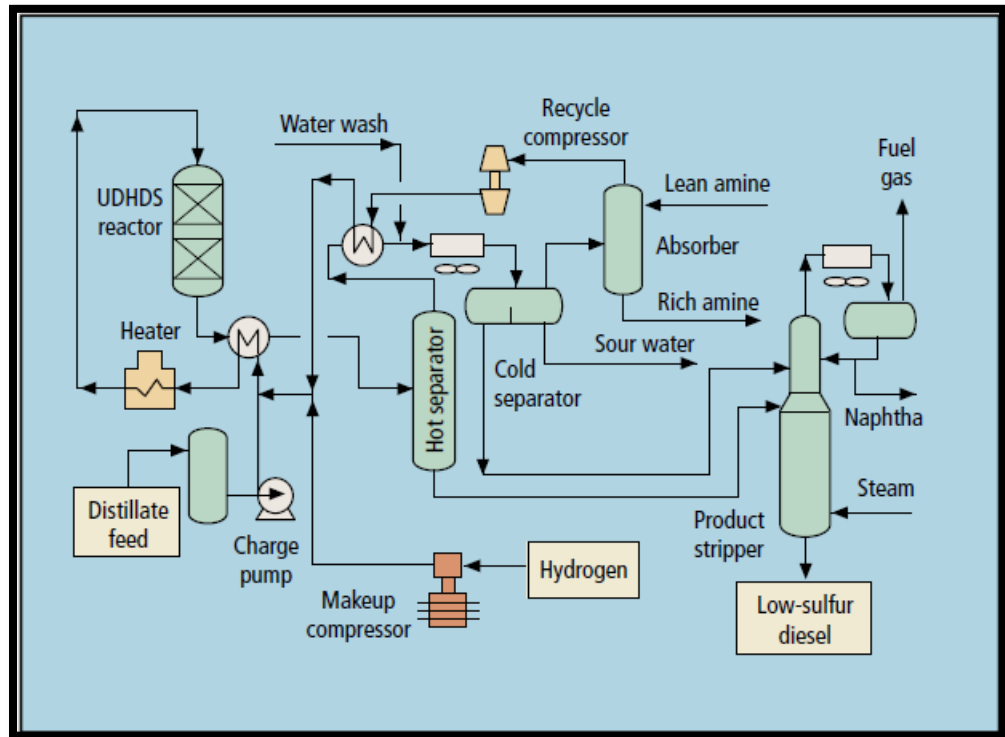 Water wash
Recycle
compressor
Fuel
gas
UDHDS
reactor
Lean amine
Absorber
Rich amine
Heater
Hot separator
Sour water
Cold
separator
Naphtha
Distillate
feed
Charge
pump
Steam
Product
stripper
Hydrogen
Makeup
compressor
Low-sulfur
diesel